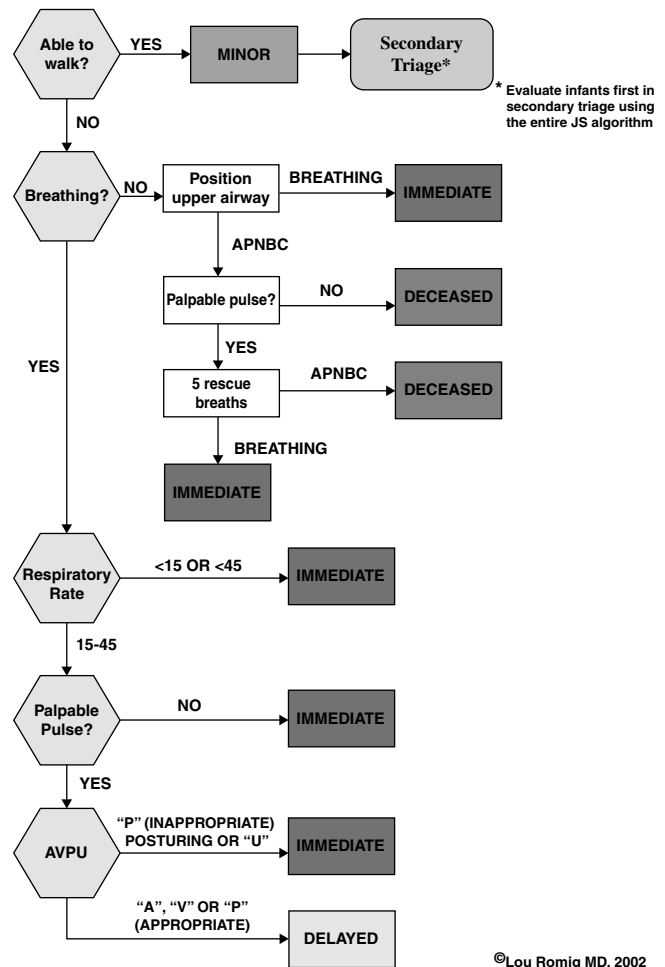 Able to
walk?
YES
MINOR
Secondary
Triage*
* Evaluate infants first in
secondary triage using
the entire JS algorithm
NO
Breathing?
NO
Position
upper airway
BREATHING
IMMEDIATE
APNBC
Palpable pulse?
NO
DECEASED
YES
YES
5 rescue
breaths
APNBC
DECEASED
BREATHING
IMMEDIATE
Respiratory
Rate
<15 OR <45
IMMEDIATE
15-45
Palpable
Pulse?
NO
IMMEDIATE
YES
AVPU
“P” (INAPPROPRIATE)
POSTURING OR “U”
IMMEDIATE
“A”, “V” OR “P”
(APPROPRIATE)
DELAYED
©Lou Romig MD, 2002